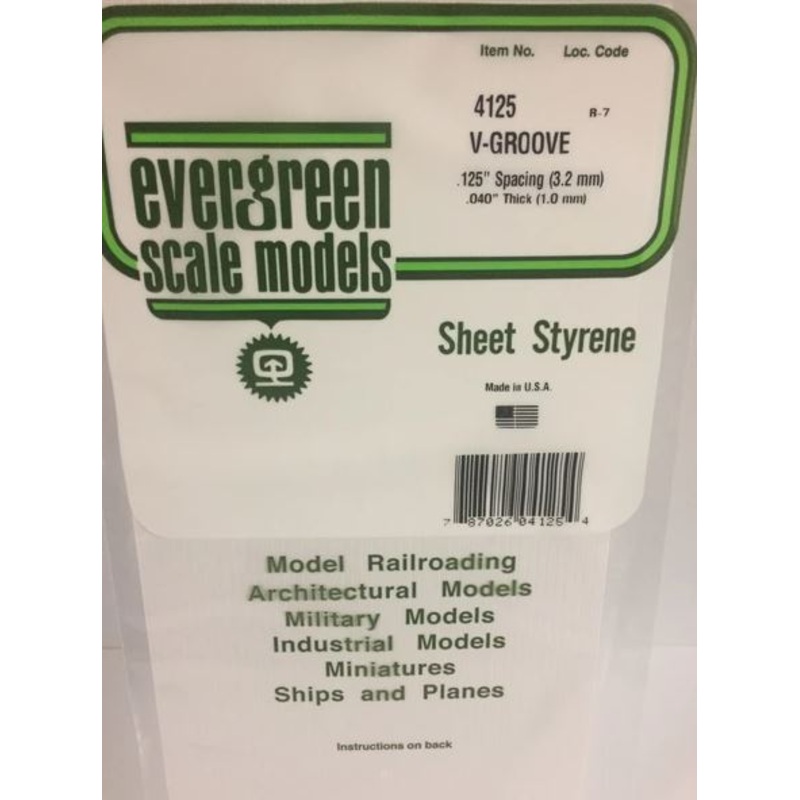 Item No. Loc. Code
4125 R-7
V-GROOVE
.125" Spacing (3.2 mm)
.040" Thick (1.0 mm)
evergreen
scale models
Sheet Styrene
Made in U.S.A.
7 87026 04125 4
Model Railroading
Architectural Models
Military Models
Industrial Models
Miniatures
Ships and Planes
Instructions on back